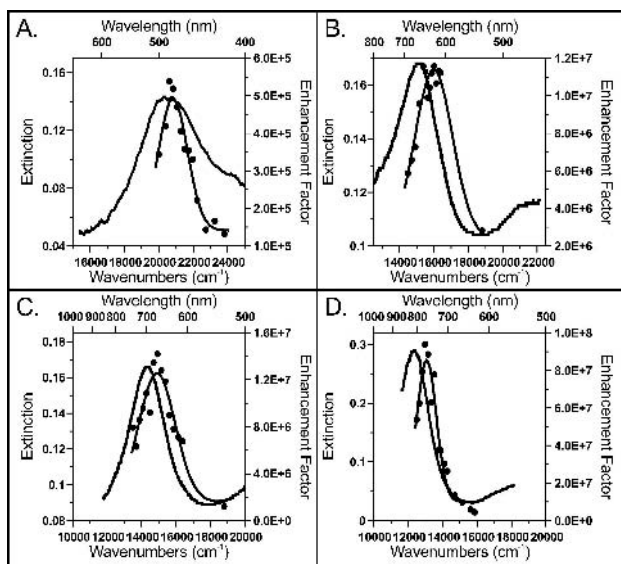 A.
Wavelength (nm)
600 500 400
Extinction
0.16
0.12
0.08
0.04
6.0E+5
5.0E+5
4.0E+5
3.0E+5
2.0E+5
1.0E+5
Enhancement Factor
16000 18000 20000 22000 24000
Wavenumbers (cm⁻¹)
B.
Wavelength (nm)
800 700 600 500
Extinction
0.16
0.14
0.12
0.1
1.2E+7
1.0E+7
8.0E+6
6.0E+6
4.0E+6
2.0E+6
Enhancement Factor
14000 16000 18000 20000 22000
Wavenumbers (cm⁻¹)
C.
Wavelength (nm)
1000 900 800 700 600 500
Extinction
0.2
0.18
0.16
0.14
0.12
0.1
0.08
1.6E+7
1.2E+7
8.0E+6
4.0E+6
0.0E+0
Enhancement Factor
10000 12000 14000 16000 18000 20000
Wavenumbers (cm⁻¹)
D.
Wavelength (nm)
1000 900 800 700 600 500
Extinction
0.3
0.2
0.1
0
1.0E+8
8.0E+7
6.0E+7
4.0E+7
2.0E+7
0.0E+0
Enhancement Factor
10000 12000 14000 16000 18000 20000
Wavenumbers (cm⁻¹)